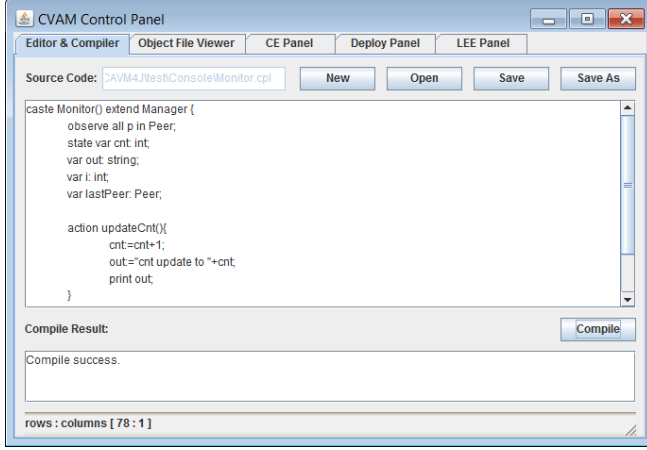 CVAM Control Panel
Editor & Compiler Object File Viewer CE Panel Deploy Panel LEE Panel
Source Code: CAVM4J\test\Console\Monitor.cpl New Open Save Save As
caste Monitor() extend Manager {
observe all p in Peer;
state var cnt: int;
var out: string;
var i: int;
var lastPeer: Peer;
action updateCnt(){
cnt:=cnt+1;
out:="cnt update to "+cnt;
print out;
}
Compile Result: Compile
Compile success.
rows : columns [ 78 : 1 ]